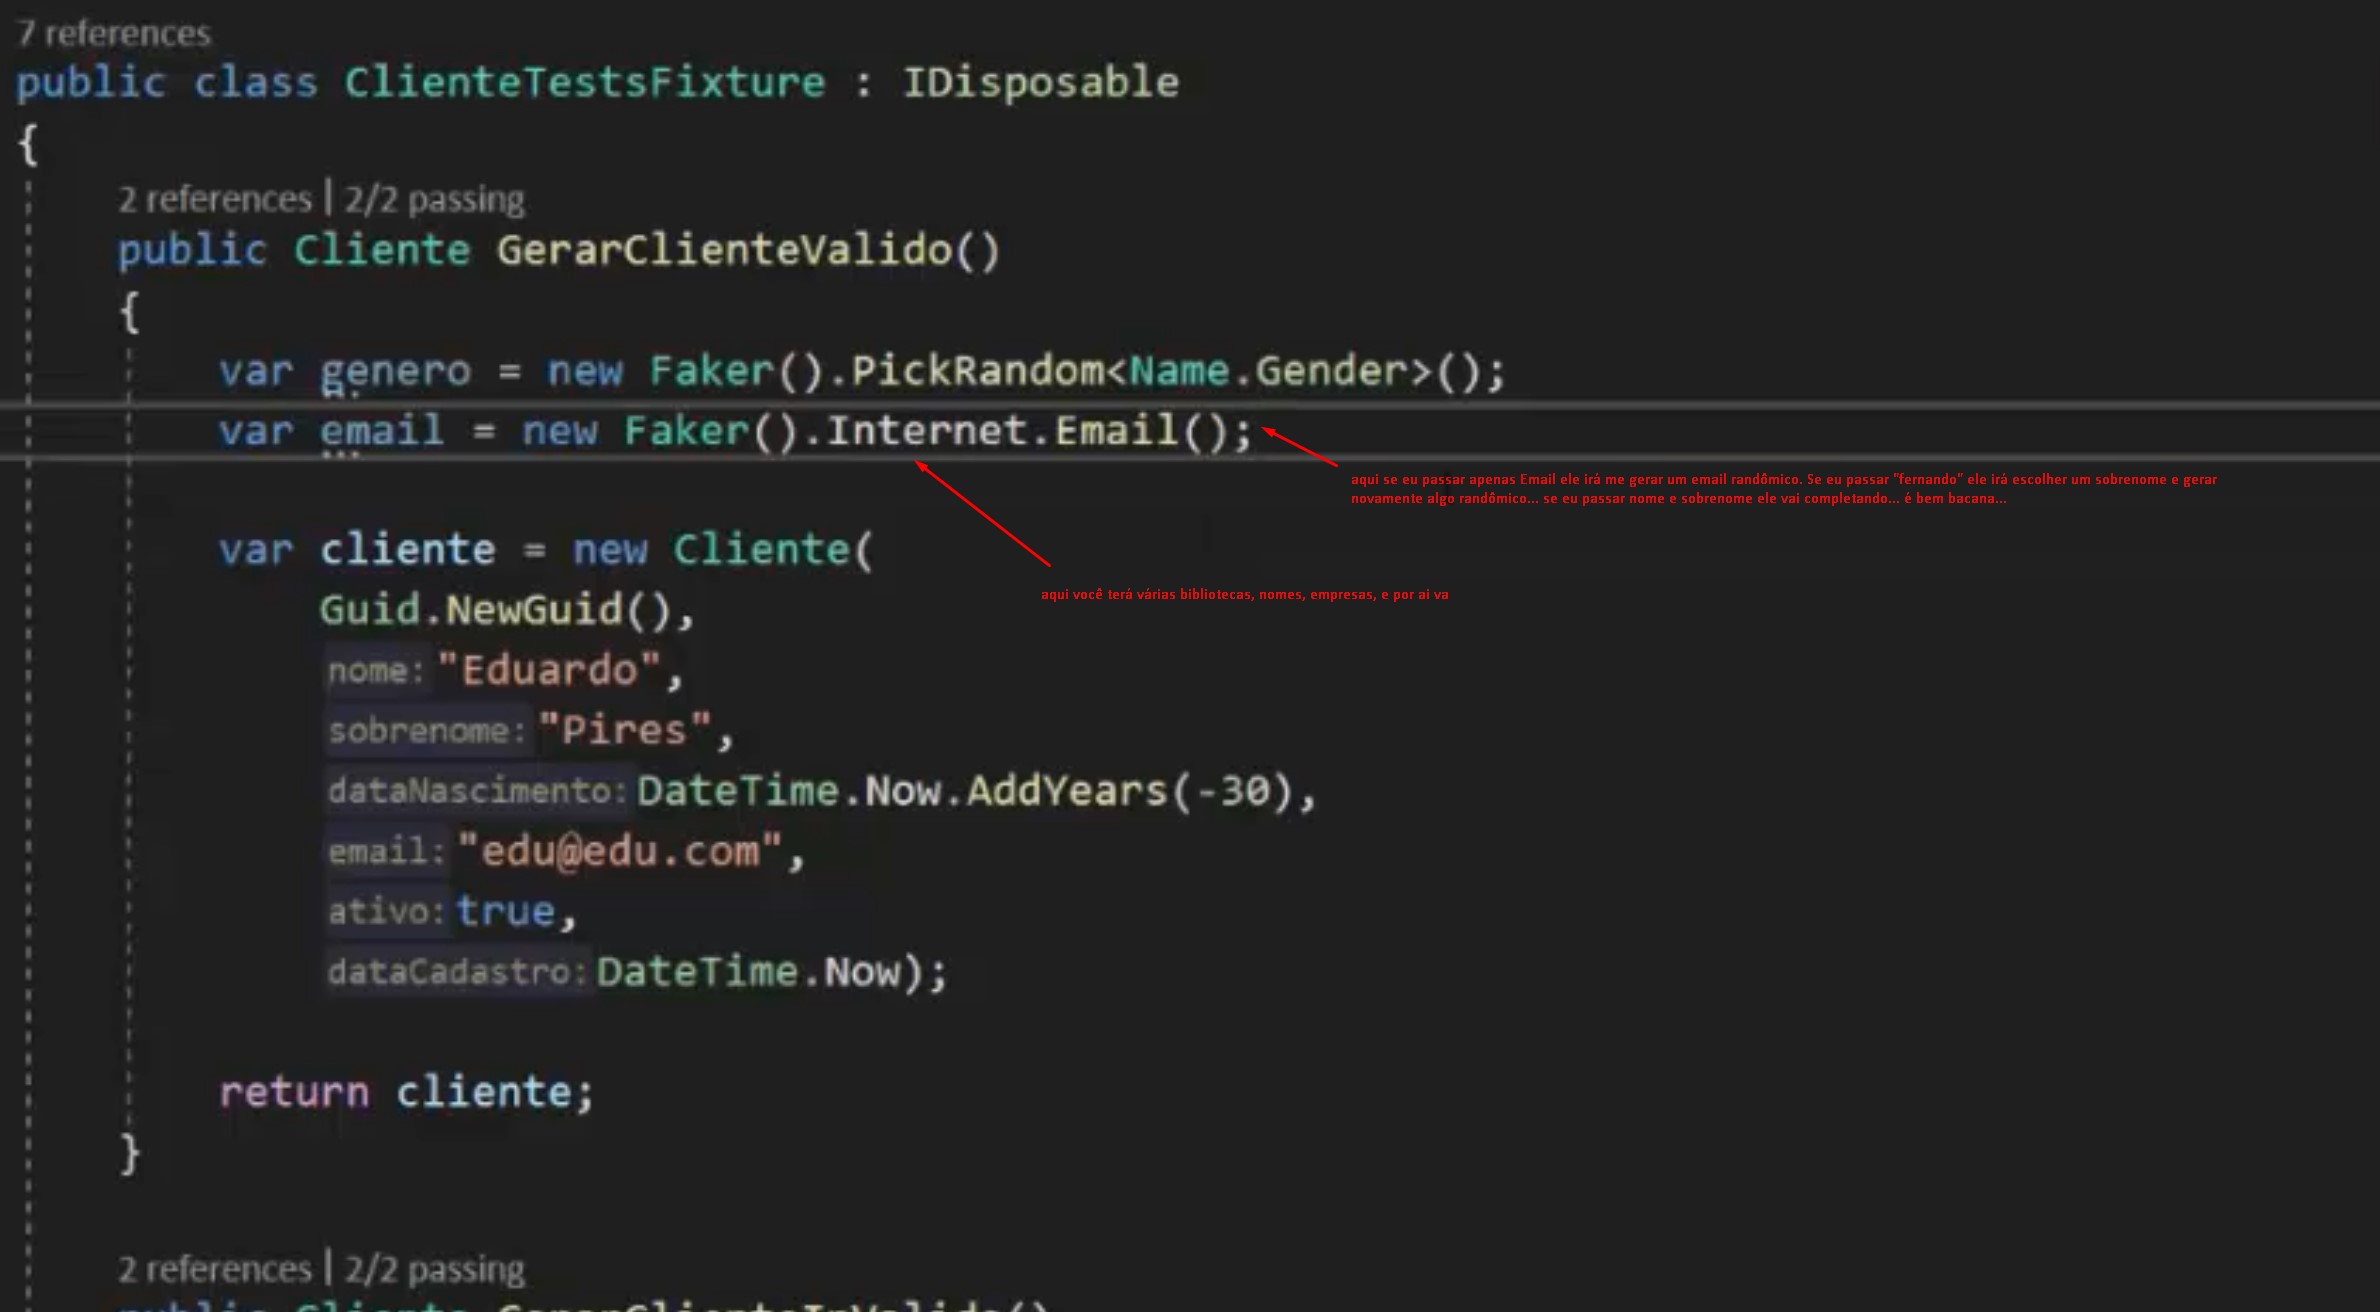 7 references
public class ClienteTestsFixture : IDisposable
{
2 references | 2/2 passing
public Cliente GerarClienteValido()
{
var genero = new Faker().PickRandom<Name.Gender>();
var email = new Faker().Internet.Email();
aqui se eu passar apenas Email ele irá me gerar um email randômico. Se eu passar "fernando" ele irá escolher um sobrenome e gerar
novamente algo randômico... se eu passar nome e sobrenome ele vai completando... é bem bacana...
var cliente = new Cliente(
aqui você terá várias bibliotecas, nomes, empresas, e por ai va
Guid.NewGuid(),
nome: "Eduardo",
sobrenome: "Pires",
dataNascimento: DateTime.Now.AddYears(-30),
email: "edu@edu.com",
ativo: true,
dataCadastro: DateTime.Now);
return cliente;
}
2 references | 2/2 passing
public Cliente GerarClienteInValido()